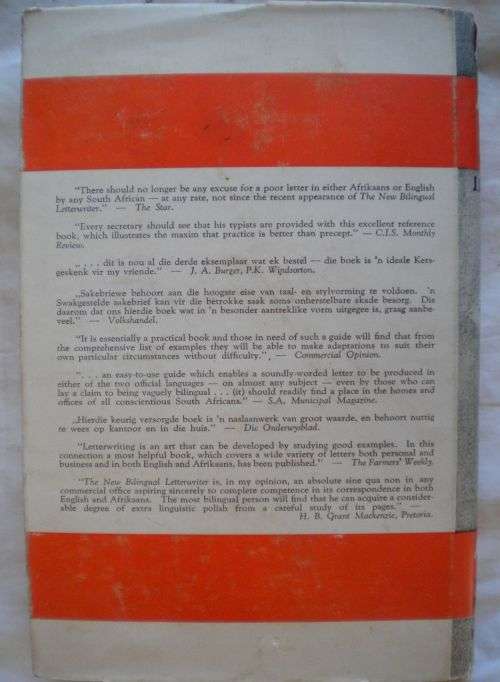 "There should no longer be any excuse for a poor letter in either Afrikaans or English
by any South African — at any rate, not since the recent appearance of The New Bilingual
Letterwriter." — The Star.
"Every secretary should see that his typists are provided with this excellent reference
book, which illustrates the maxim that practice is better than precept." — C.I.S. Monthly
Review.
„ . . . dit is nou al die derde eksemplaar wat ek bestel — die boek is 'n ideale Kers-
geskenk vir my vriende." — J. A. Burger, P.K. Windsorton.
„Sakebriewe behoort aan die hoogste eise van taal- en stylvorming te voldoen. 'n
Swakgestelde sakebrief kan vir die betrokke saak soms onherstelbare skade besorg. Dis
daarom dat ons hierdie boek wat in 'n besonder aantreklike vorm uitgegee is, graag aanbe-
veel." — Volkshandel.
"It is essentially a practical book and those in need of such a guide will find that from
the comprehensive list of examples they will be able to make adaptations to suit their
own particular circumstances without difficulty." — Commercial Opinion.
". . . an easy-to-use guide which enables a soundly-worded letter to be produced in
either of the two official languages — on almost any subject — even by those who can
lay a claim to being vaguely bilingual . . . (it) should readily find a place in the homes and
offices of all conscientious South Africans." — S.A. Municipal Magazine.
„Hierdie keurig versorgde boek is 'n naslaanwerk van groot waarde, en behoort nuttig
te wees op kantoor en in die huis." — Die Onderwysblad.
"Letterwriting is an art that can be developed by studying good examples. In this
connection a most helpful book, which covers a wide variety of letters both personal and
business and in both English and Afrikaans, has been published." — The Farmers' Weekly.
"The New Bilingual Letterwriter is, in my opinion, an absolute sine qua non in any
commercial office aspiring sincerely to complete competence in its correspondence in both
English and Afrikaans. The most bilingual person will find that he can acquire a consider-
able degree of extra linguistic polish from a careful study of its pages. —
H. B. Grant Mackenzie, Pretoria.